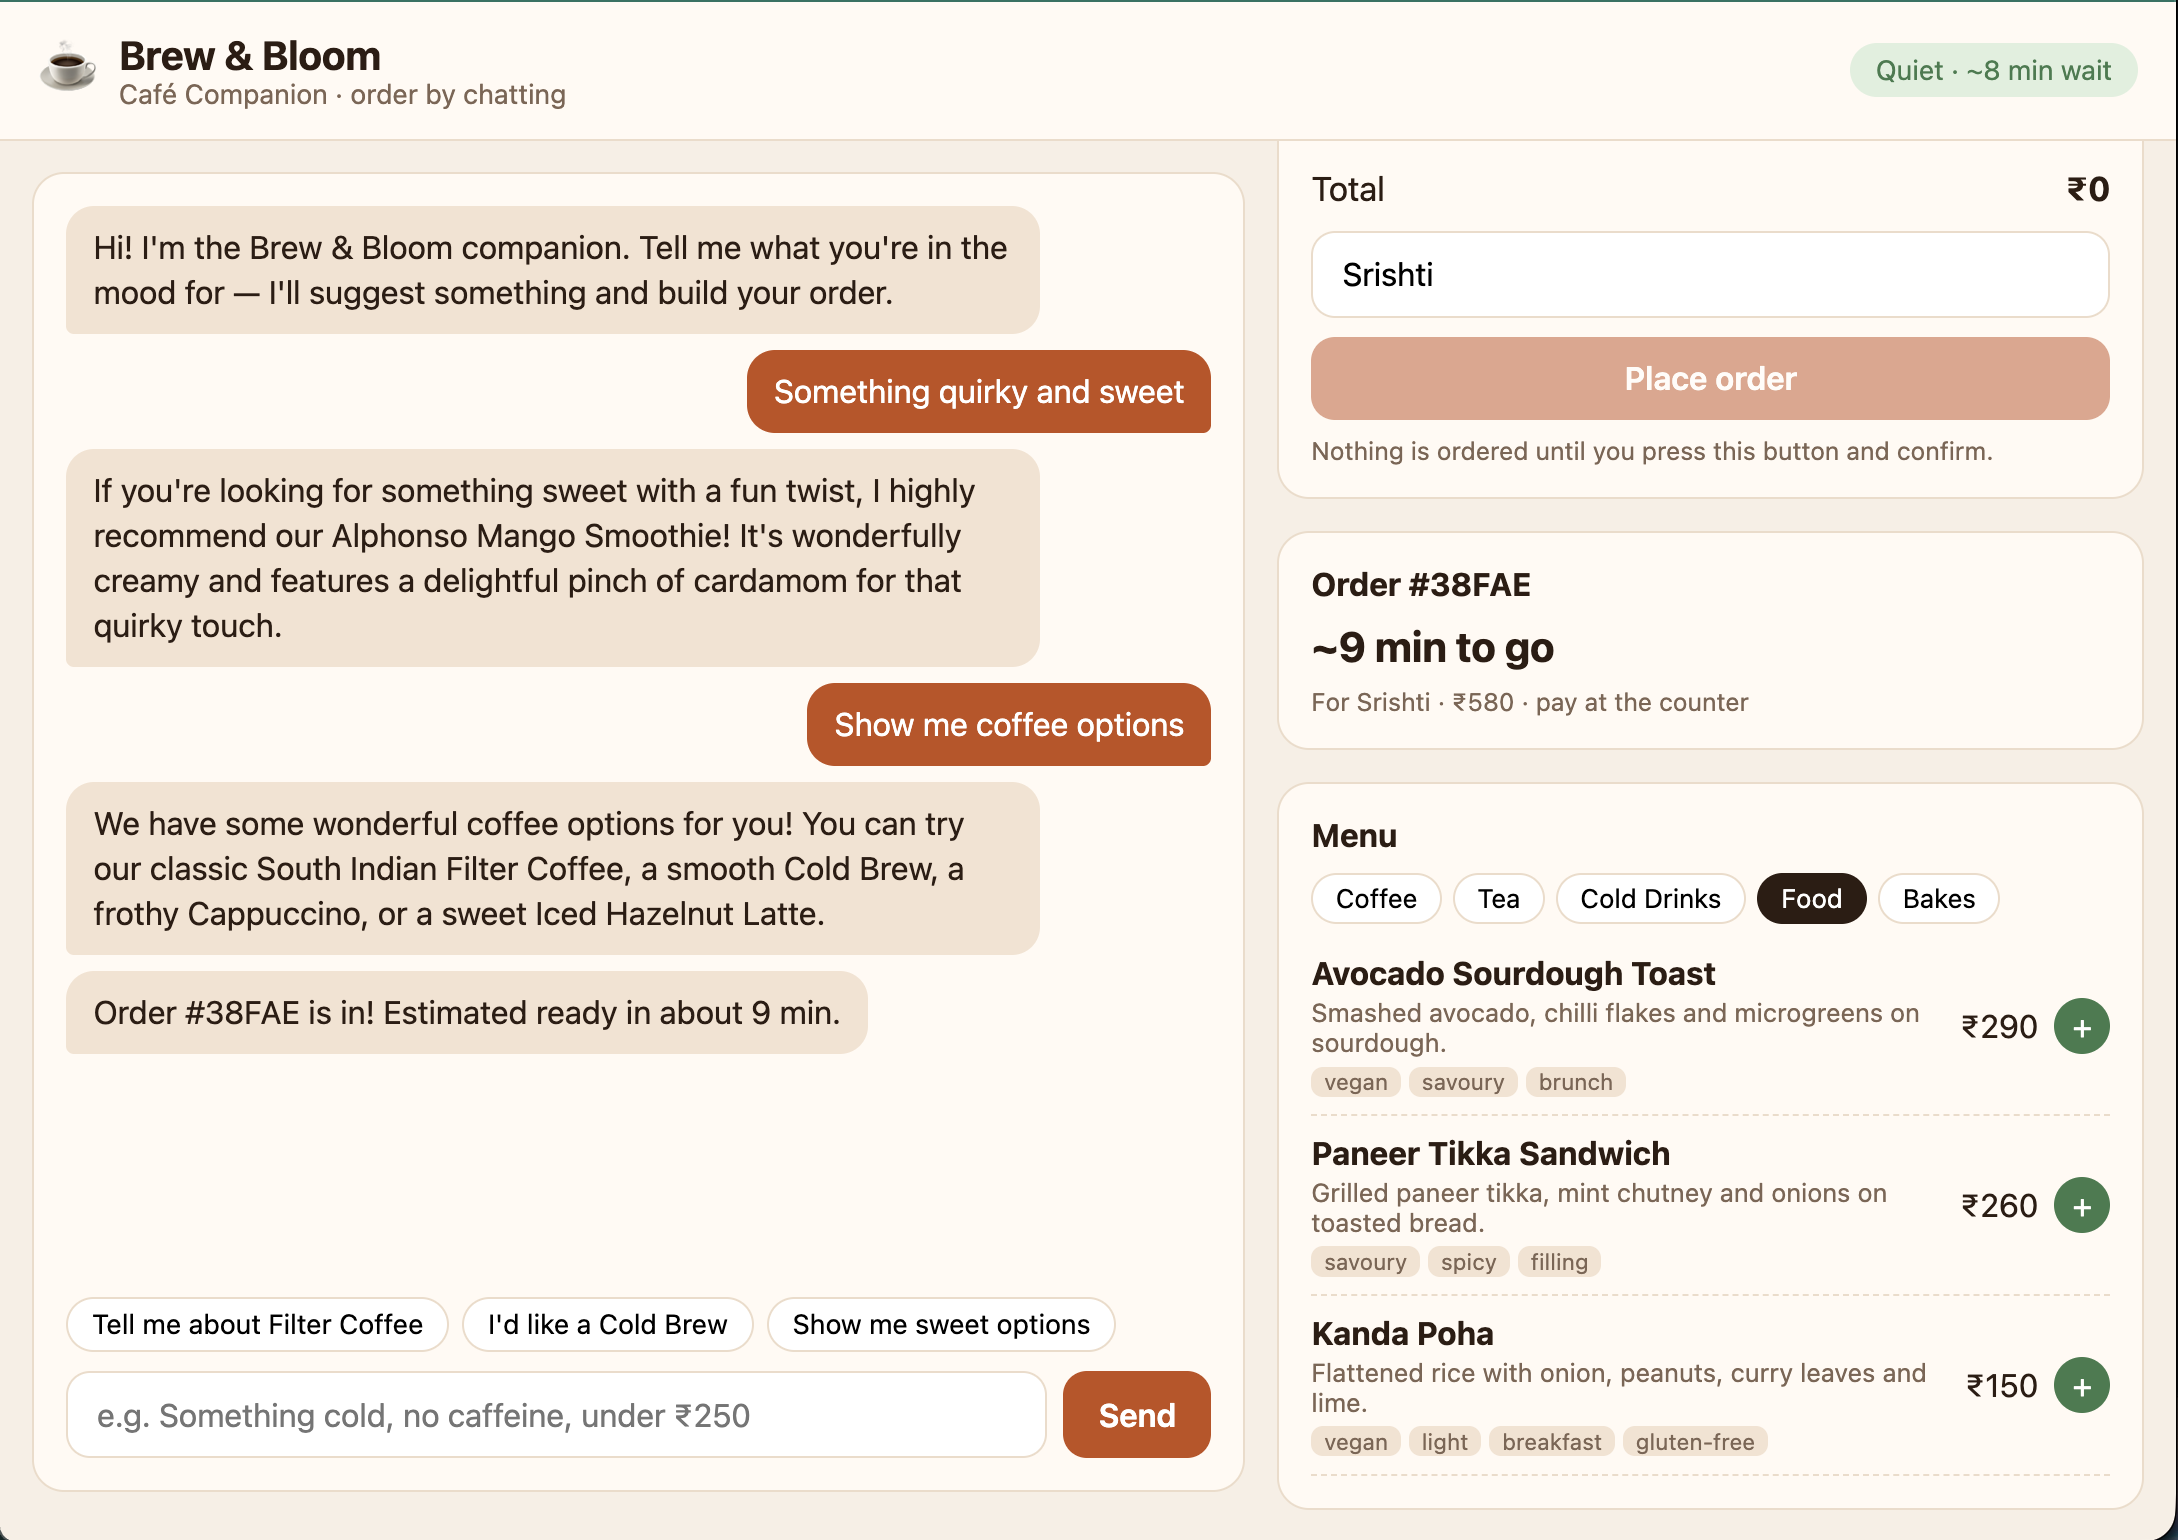 Brew & Bloom
Café Companion · order by chatting
Quiet · ~8 min wait
Hi! I'm the Brew & Bloom companion. Tell me what you're in the
mood for — I'll suggest something and build your order.
Something quirky and sweet
If you're looking for something sweet with a fun twist, I highly
recommend our Alphonso Mango Smoothie! It's wonderfully
creamy and features a delightful pinch of cardamom for that
quirky touch.
Show me coffee options
We have some wonderful coffee options for you! You can try
our classic South Indian Filter Coffee, a smooth Cold Brew, a
frothy Cappuccino, or a sweet Iced Hazelnut Latte.
Order #38FAE is in! Estimated ready in about 9 min.
Tell me about Filter Coffee
I'd like a Cold Brew
Show me sweet options
e.g. Something cold, no caffeine, under ₹250
Send
Total ₹0
Srishti
Place order
Nothing is ordered until you press this button and confirm.
Order #38FAE
~9 min to go
For Srishti · ₹580 · pay at the counter
Menu
Coffee Tea Cold Drinks Food Bakes
Avocado Sourdough Toast
Smashed avocado, chilli flakes and microgreens on
sourdough.
₹290 +
vegan savoury brunch
Paneer Tikka Sandwich
Grilled paneer tikka, mint chutney and onions on
toasted bread.
₹260 +
savoury spicy filling
Kanda Poha
Flattened rice with onion, peanuts, curry leaves and
lime.
₹150 +
vegan light breakfast gluten-free